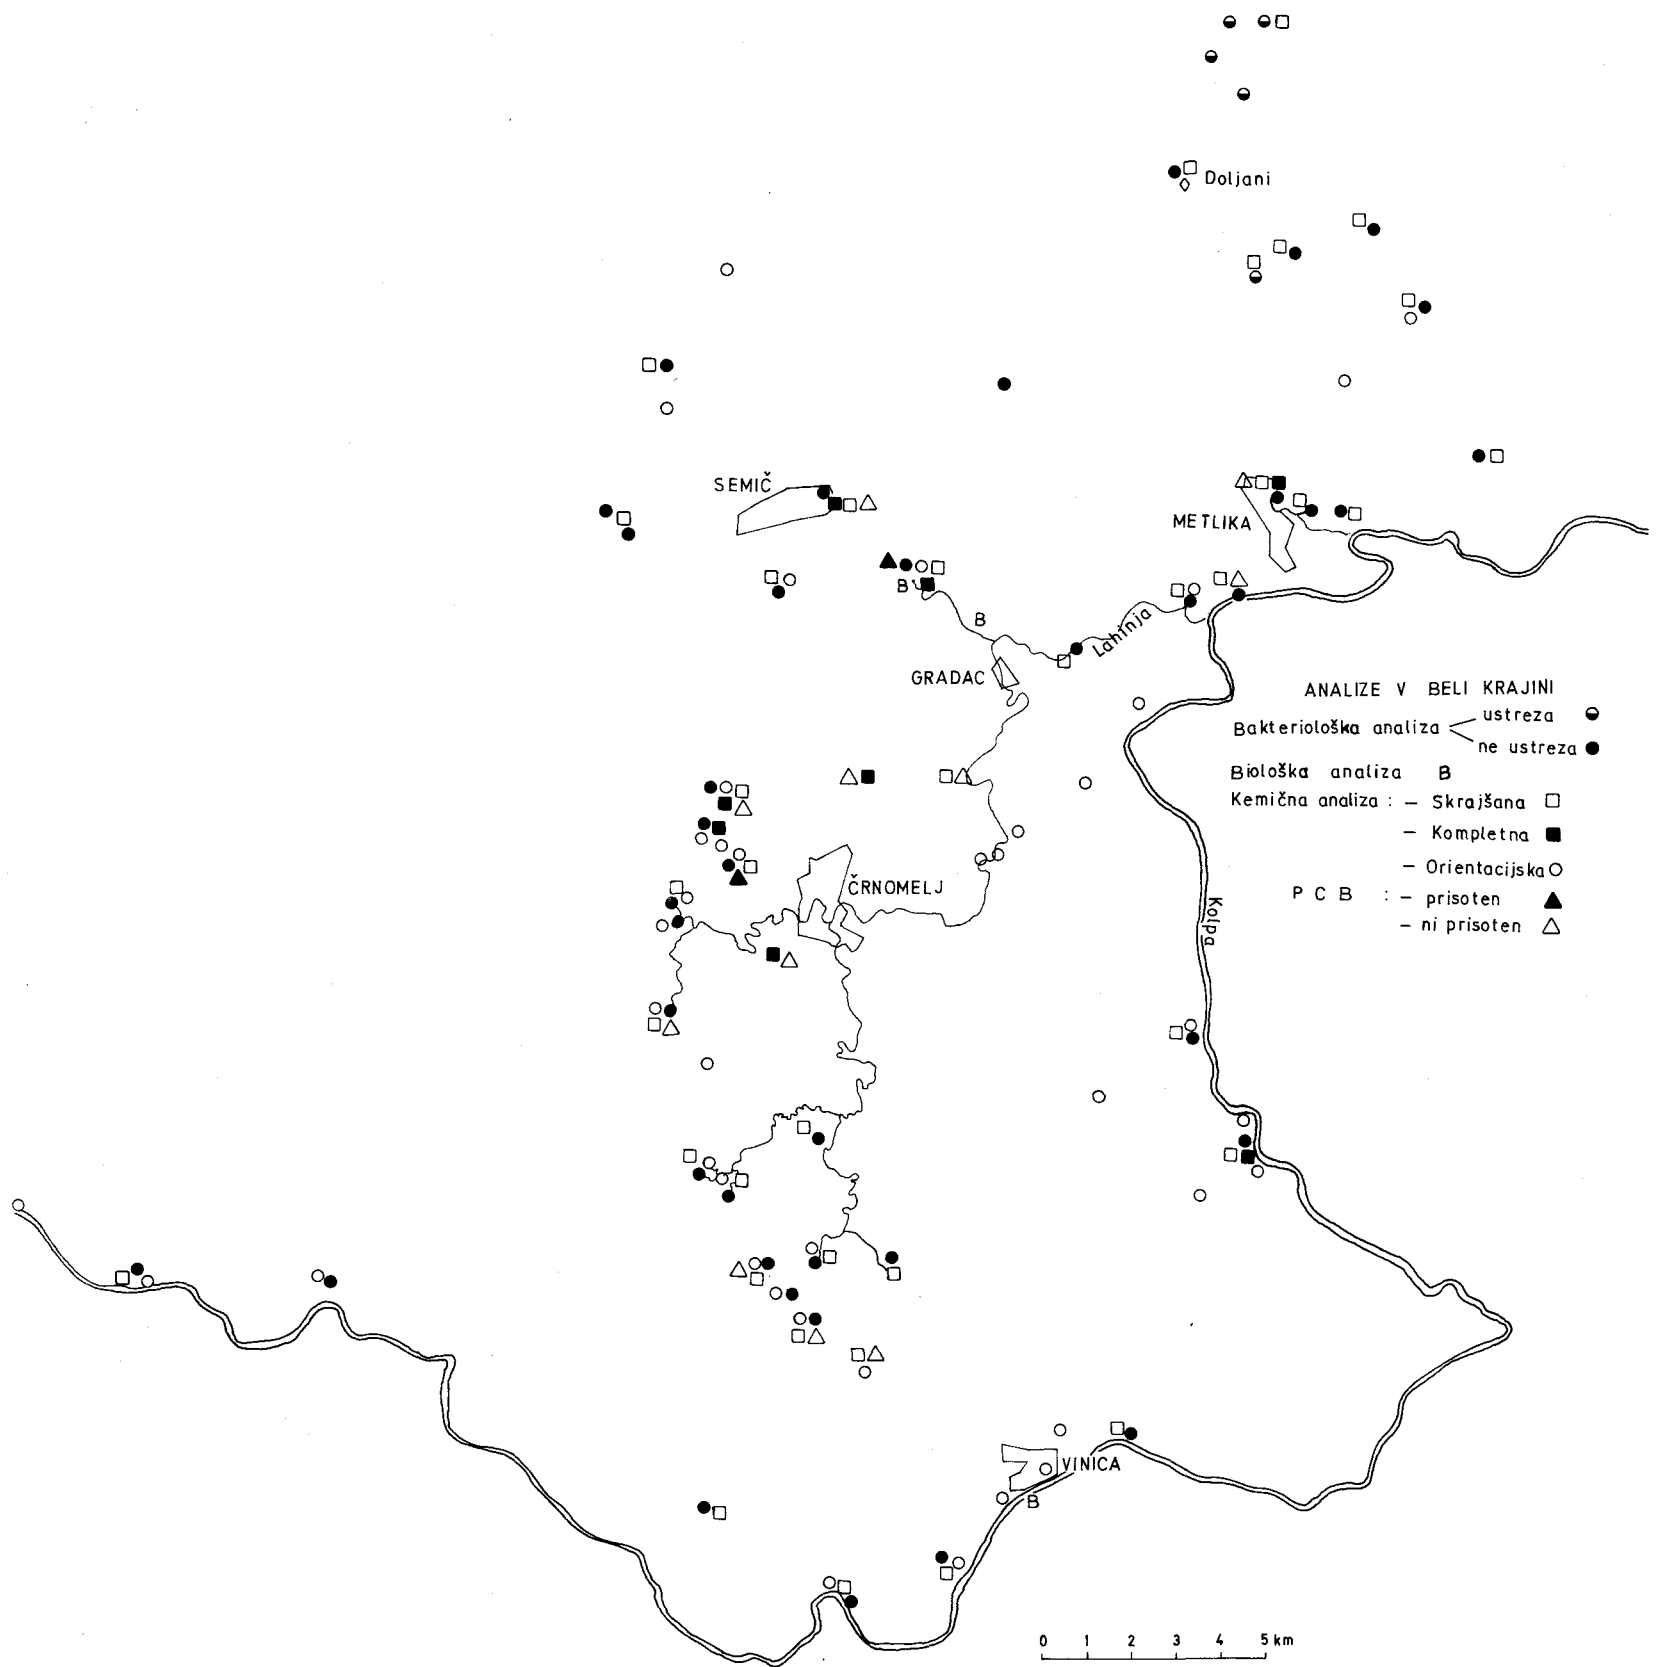 Doljani
SEMIČ
METLIKA
B
B
Lahinja
GRADAC
ANALIZE V BELI KRAJINI
Bakteriološka analiza
ustreza
ne ustreza
Biološka analiza B
Kemična analiza : – Skrajšana
– Kompletna
– Orientacijska
P C B : – prisoten
– ni prisoten
ČRNOMELJ
Kolpa
VINICA
B
0 1 2 3 4 5 km